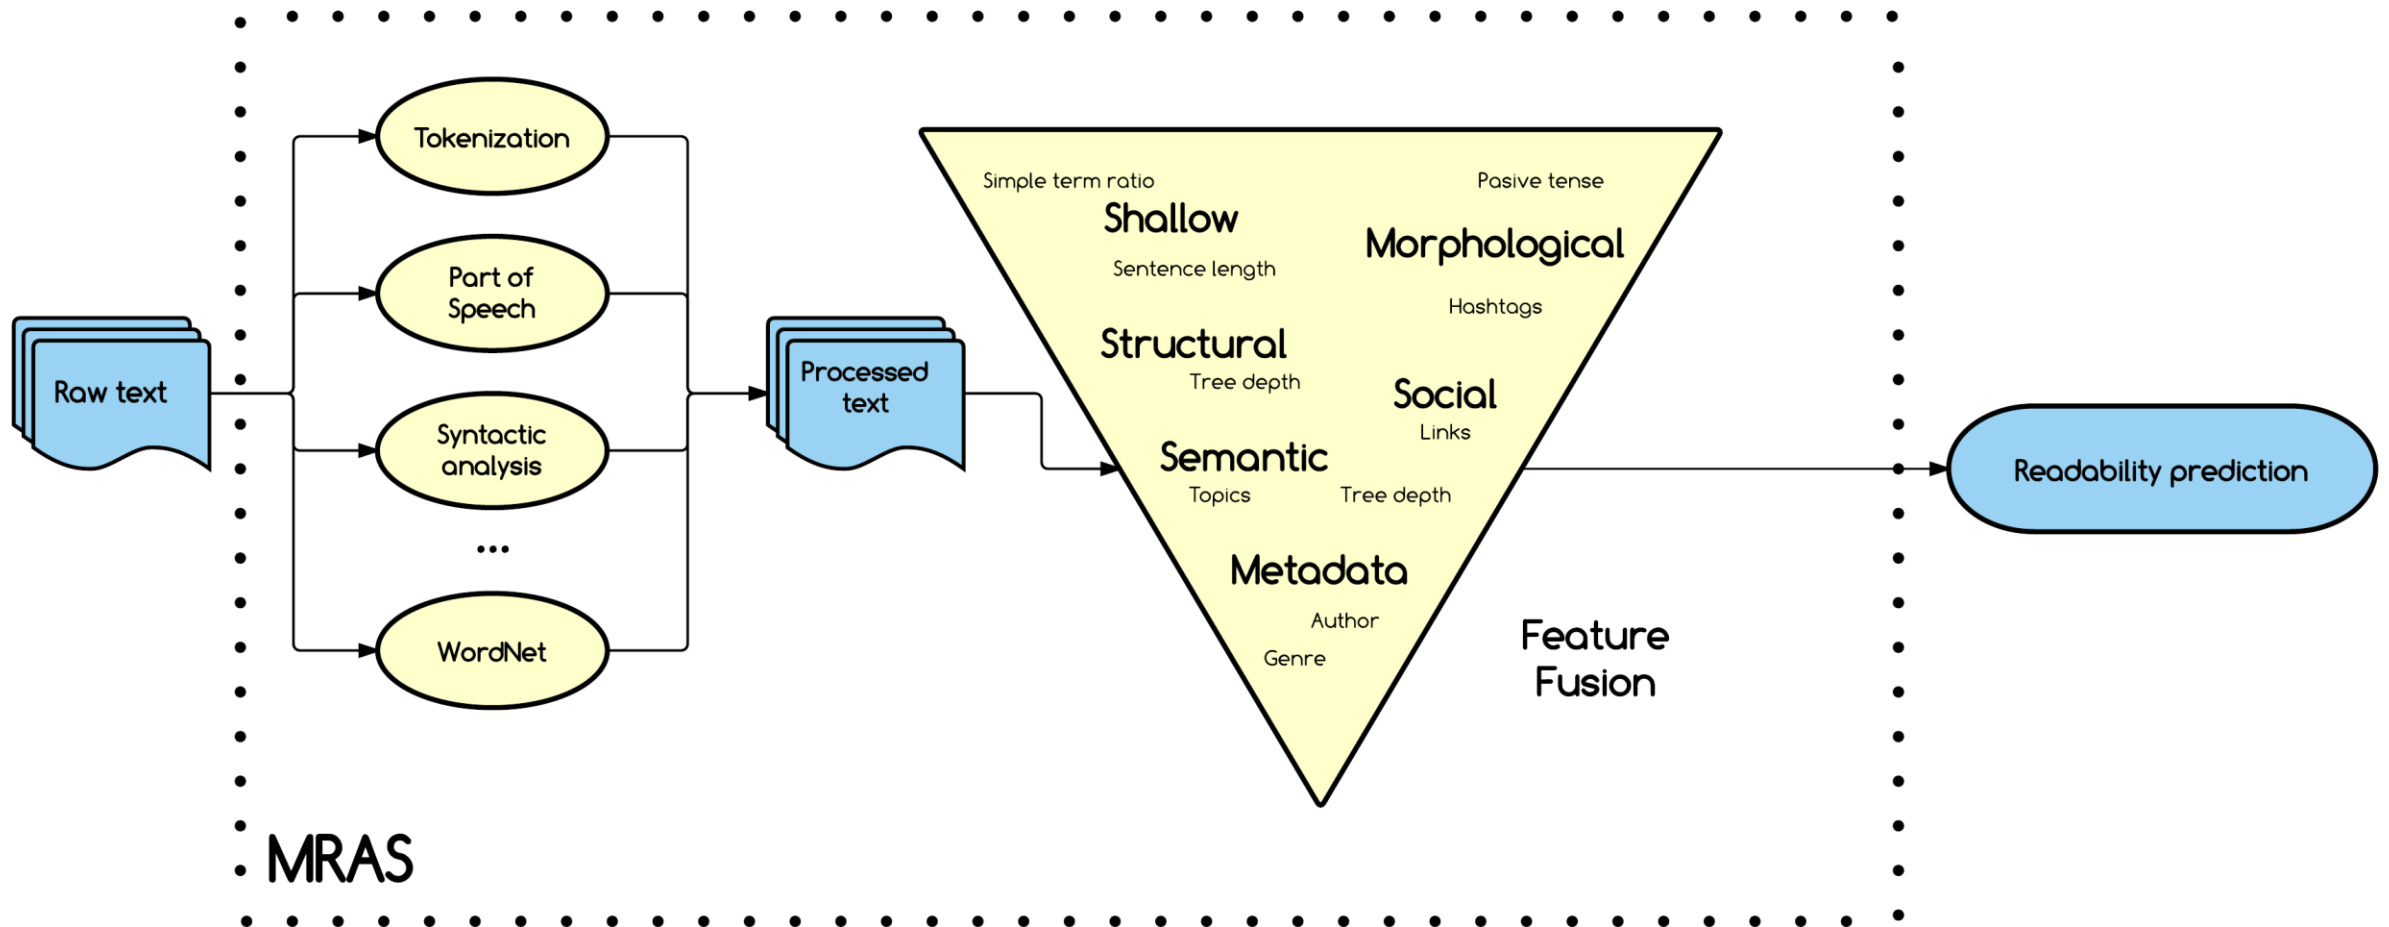 Raw text
Tokenization
Part of
Speech
Syntactic
analysis
...
WordNet
Processed
text
Simple term ratio
Shallow
Sentence length
Pasive tense
Morphological
Hashtags
Structural
Tree depth
Social
Links
Semantic
Topics
Tree depth
Metadata
Author
Genre
Feature
Fusion
Readability prediction
MRAS